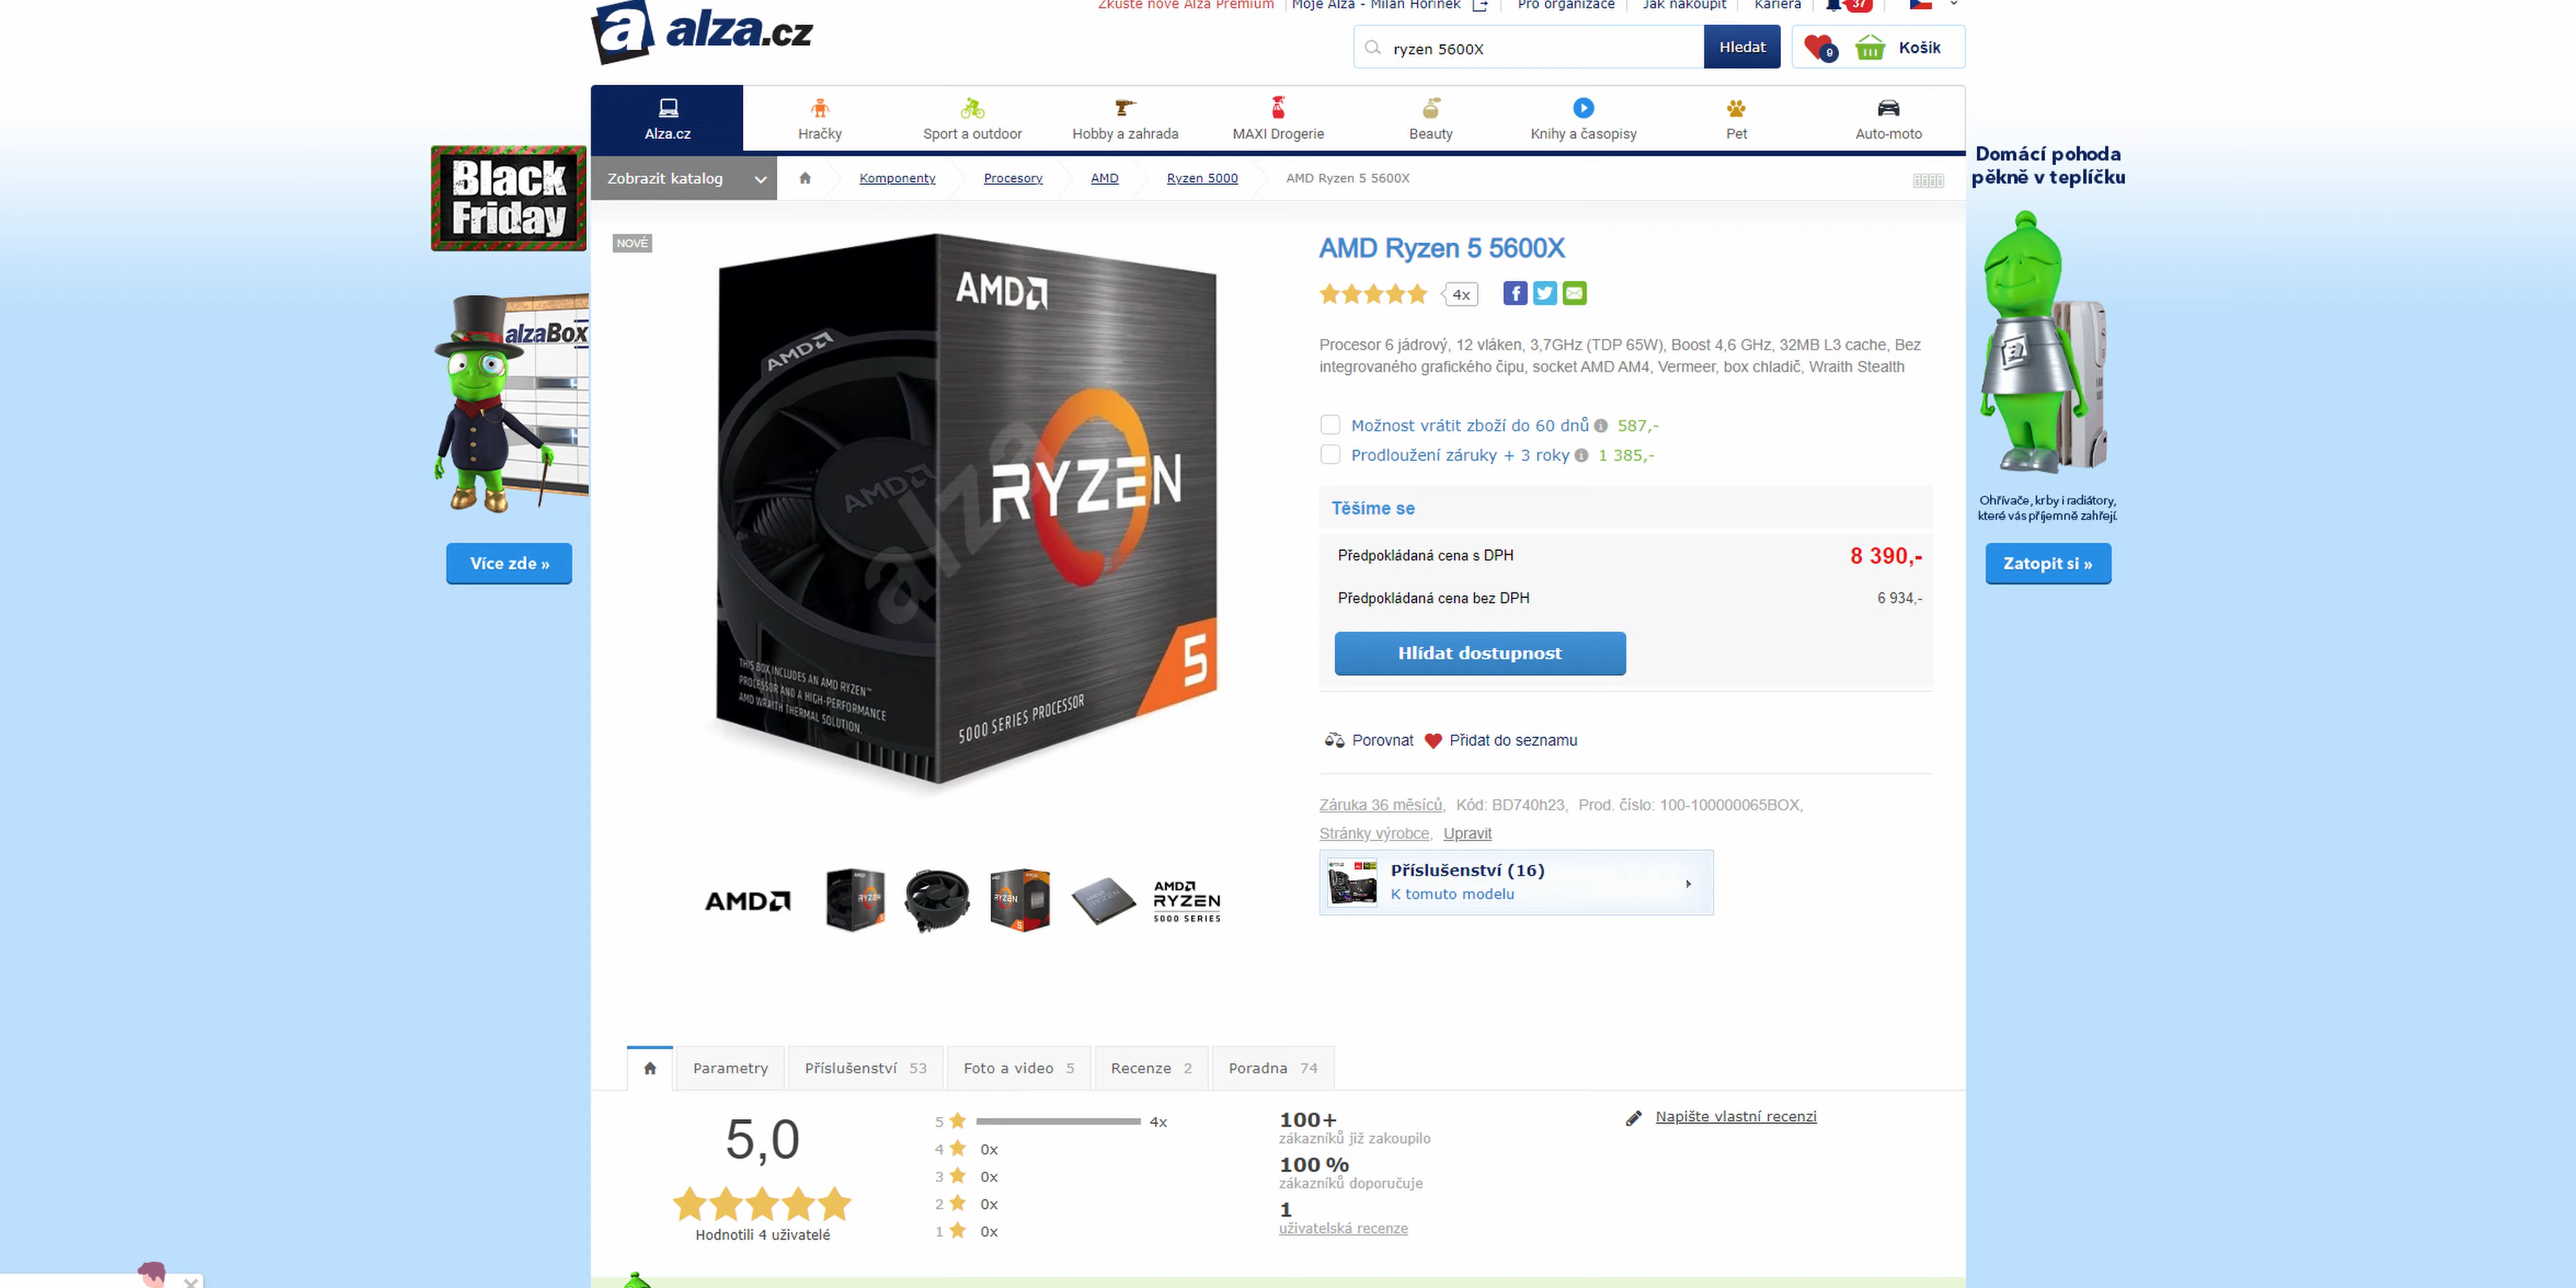 Zkuste nové Alza Premium
Moje Alza - Milan Hořínek
Pro organizace
Jak nakoupit
Kariéra
37
alza.cz
ryzen 5600X
Hledat
9
Košík
Alza.cz
Hračky
Sport a outdoor
Hobby a zahrada
MAXI Drogerie
Beauty
Knihy a časopisy
Pet
Auto-moto
Zobrazit katalog
Komponenty
Procesory
AMD
Ryzen 5000
AMD Ryzen 5 5600X
Black
Friday
alzaBox
Více zde »
Domácí pohoda
pěkně v teplíčku
Ohřívače, krby i radiátory,
které vás příjemně zahřejí.
Zatopit si »
NOVÉ
AMD
AMD
AMD
RYZEN
alza
5
THIS BOX INCLUDES AN AMD RYZEN™
PROCESSOR AND A HIGH-PERFORMANCE
AMD WRAITH THERMAL SOLUTION.
5000 SERIES PROCESSOR
AMD Ryzen 5 5600X
4x
Procesor 6 jádrový, 12 vláken, 3,7GHz (TDP 65W), Boost 4,6 GHz, 32MB L3 cache, Bez
integrovaného grafického čipu, socket AMD AM4, Vermeer, box chladič, Wraith Stealth
Možnost vrátit zboží do 60 dnů 587,-
Prodloužení záruky + 3 roky 1 385,-
Těšíme se
Předpokládaná cena s DPH 8 390,-
Předpokládaná cena bez DPH 6 934,-
Hlídat dostupnost
Porovnat Přidat do seznamu
Záruka 36 měsíců, Kód: BD740h23, Prod. číslo: 100-100000065BOX,
Stránky výrobce, Upravit
Příslušenství (16)
K tomuto modelu
AMD
RYZEN
RYZEN
5
AMD
RYZEN
5000 SERIES
Parametry
Příslušenství 53
Foto a video 5
Recenze 2
Poradna 74
5,0
Hodnotili 4 uživatelé
5 4x
4 0x
3 0x
2 0x
1 0x
100+
zákazníků již zakoupilo
100 %
zákazníků doporučuje
1
uživatelská recenze
Napište vlastní recenzi